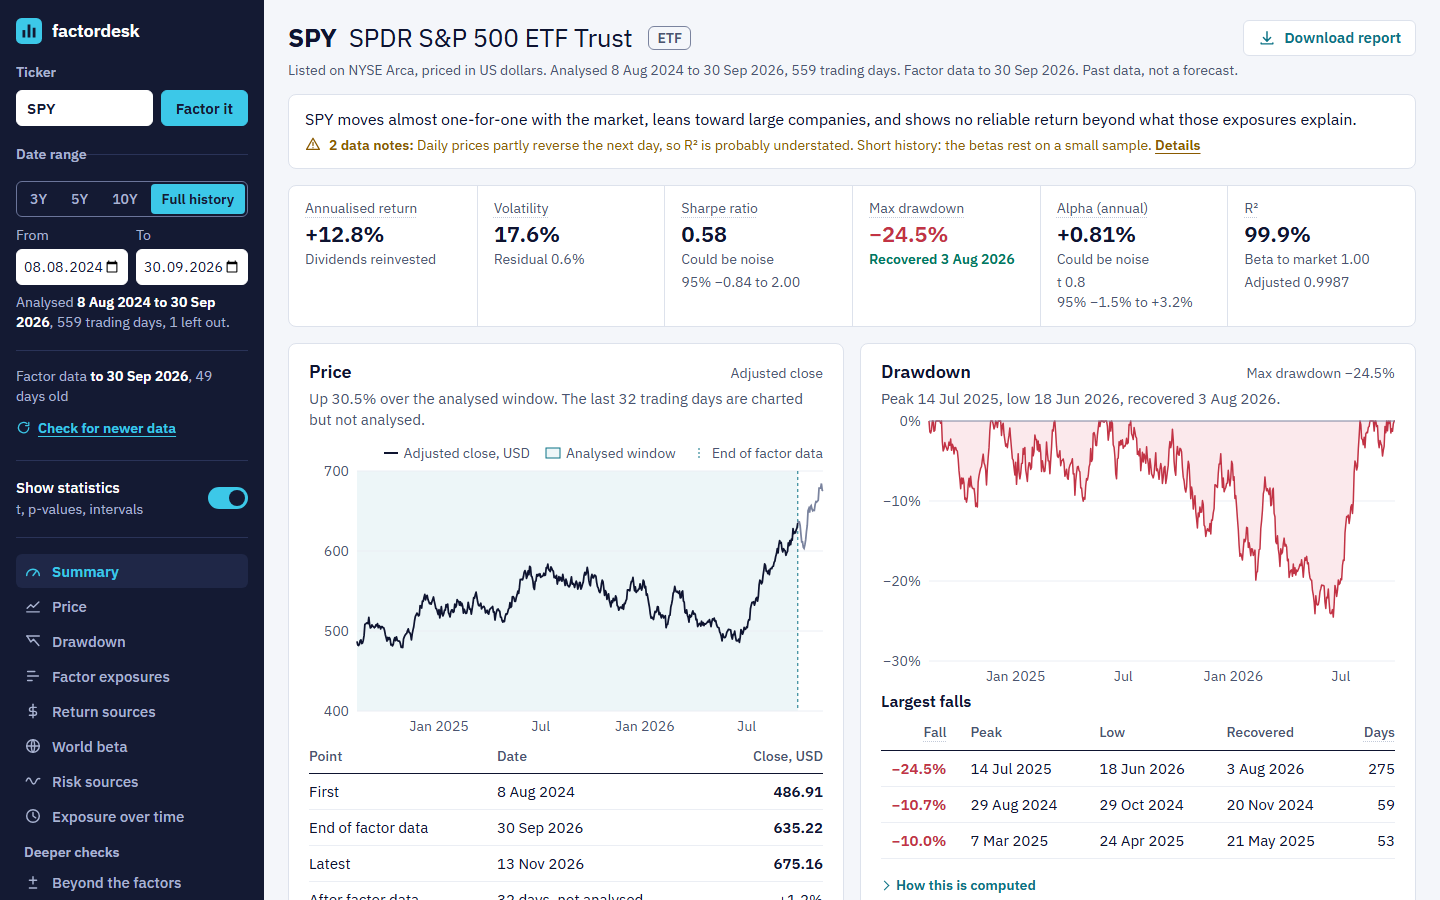 factordesk
Ticker
SPY
Factor it
Date range
3Y 5Y 10Y Full history
From To
08.08.2024 30.09.2026
Analysed 8 Aug 2024 to 30 Sep
2026, 559 trading days, 1 left out.
Factor data to 30 Sep 2026, 49
days old
Check for newer data
Show statistics
t, p-values, intervals
Summary
Price
Drawdown
Factor exposures
Return sources
World beta
Risk sources
Exposure over time
Deeper checks
Beyond the factors
SPY SPDR S&P 500 ETF Trust ETF
Download report
Listed on NYSE Arca, priced in US dollars. Analysed 8 Aug 2024 to 30 Sep 2026, 559 trading days. Factor data to 30 Sep 2026. Past data, not a forecast.
SPY moves almost one-for-one with the market, leans toward large companies, and shows no reliable return beyond what those exposures explain.
2 data notes: Daily prices partly reverse the next day, so R² is probably understated. Short history: the betas rest on a small sample. Details
Annualised return
+12.8%
Dividends reinvested
Volatility
17.6%
Residual 0.6%
Sharpe ratio
0.58
Could be noise
95% −0.84 to 2.00
Max drawdown
−24.5%
Recovered 3 Aug 2026
Alpha (annual)
+0.81%
Could be noise
t 0.8
95% −1.5% to +3.2%
R²
99.9%
Beta to market 1.00
Adjusted 0.9987
Price
Adjusted close
Up 30.5% over the analysed window. The last 32 trading days are charted
but not analysed.
Adjusted close, USD Analysed window End of factor data
700
600
500
400
Jan 2025 Jul Jan 2026 Jul
Point Date Close, USD
First 8 Aug 2024 486.91
End of factor data 30 Sep 2026 635.22
Latest 13 Nov 2026 675.16
After factor data 32 days, not analysed +1.2%
Drawdown
Max drawdown −24.5%
Peak 14 Jul 2025, low 18 Jun 2026, recovered 3 Aug 2026.
0%
−10%
−20%
−30%
Jan 2025 Jul Jan 2026 Jul
Largest falls
Fall Peak Low Recovered Days
−24.5% 14 Jul 2025 18 Jun 2026 3 Aug 2026 275
−10.7% 29 Aug 2024 29 Oct 2024 20 Nov 2024 59
−10.0% 7 Mar 2025 24 Apr 2025 21 May 2025 53
How this is computed